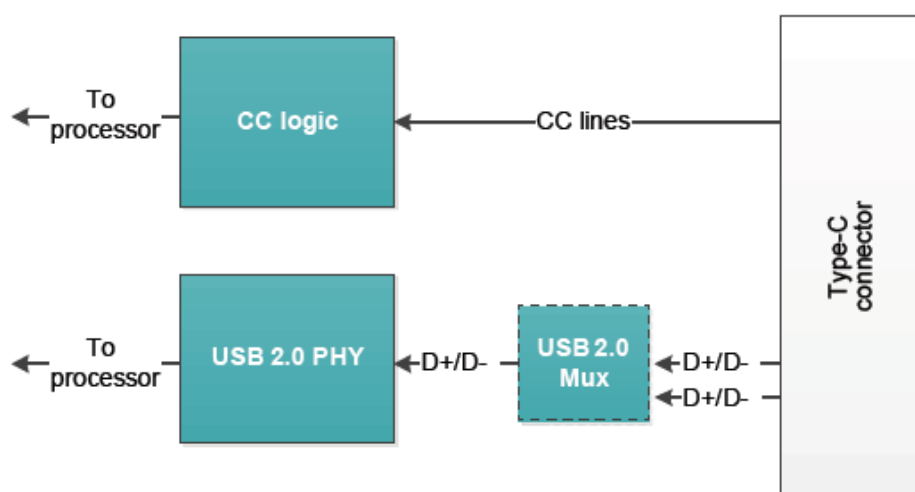 To
processor
CC logic
CC lines
Type-C
connector
To
processor
USB 2.0 PHY
D+/D-
USB 2.0
Mux
D+/D-
D+/D-